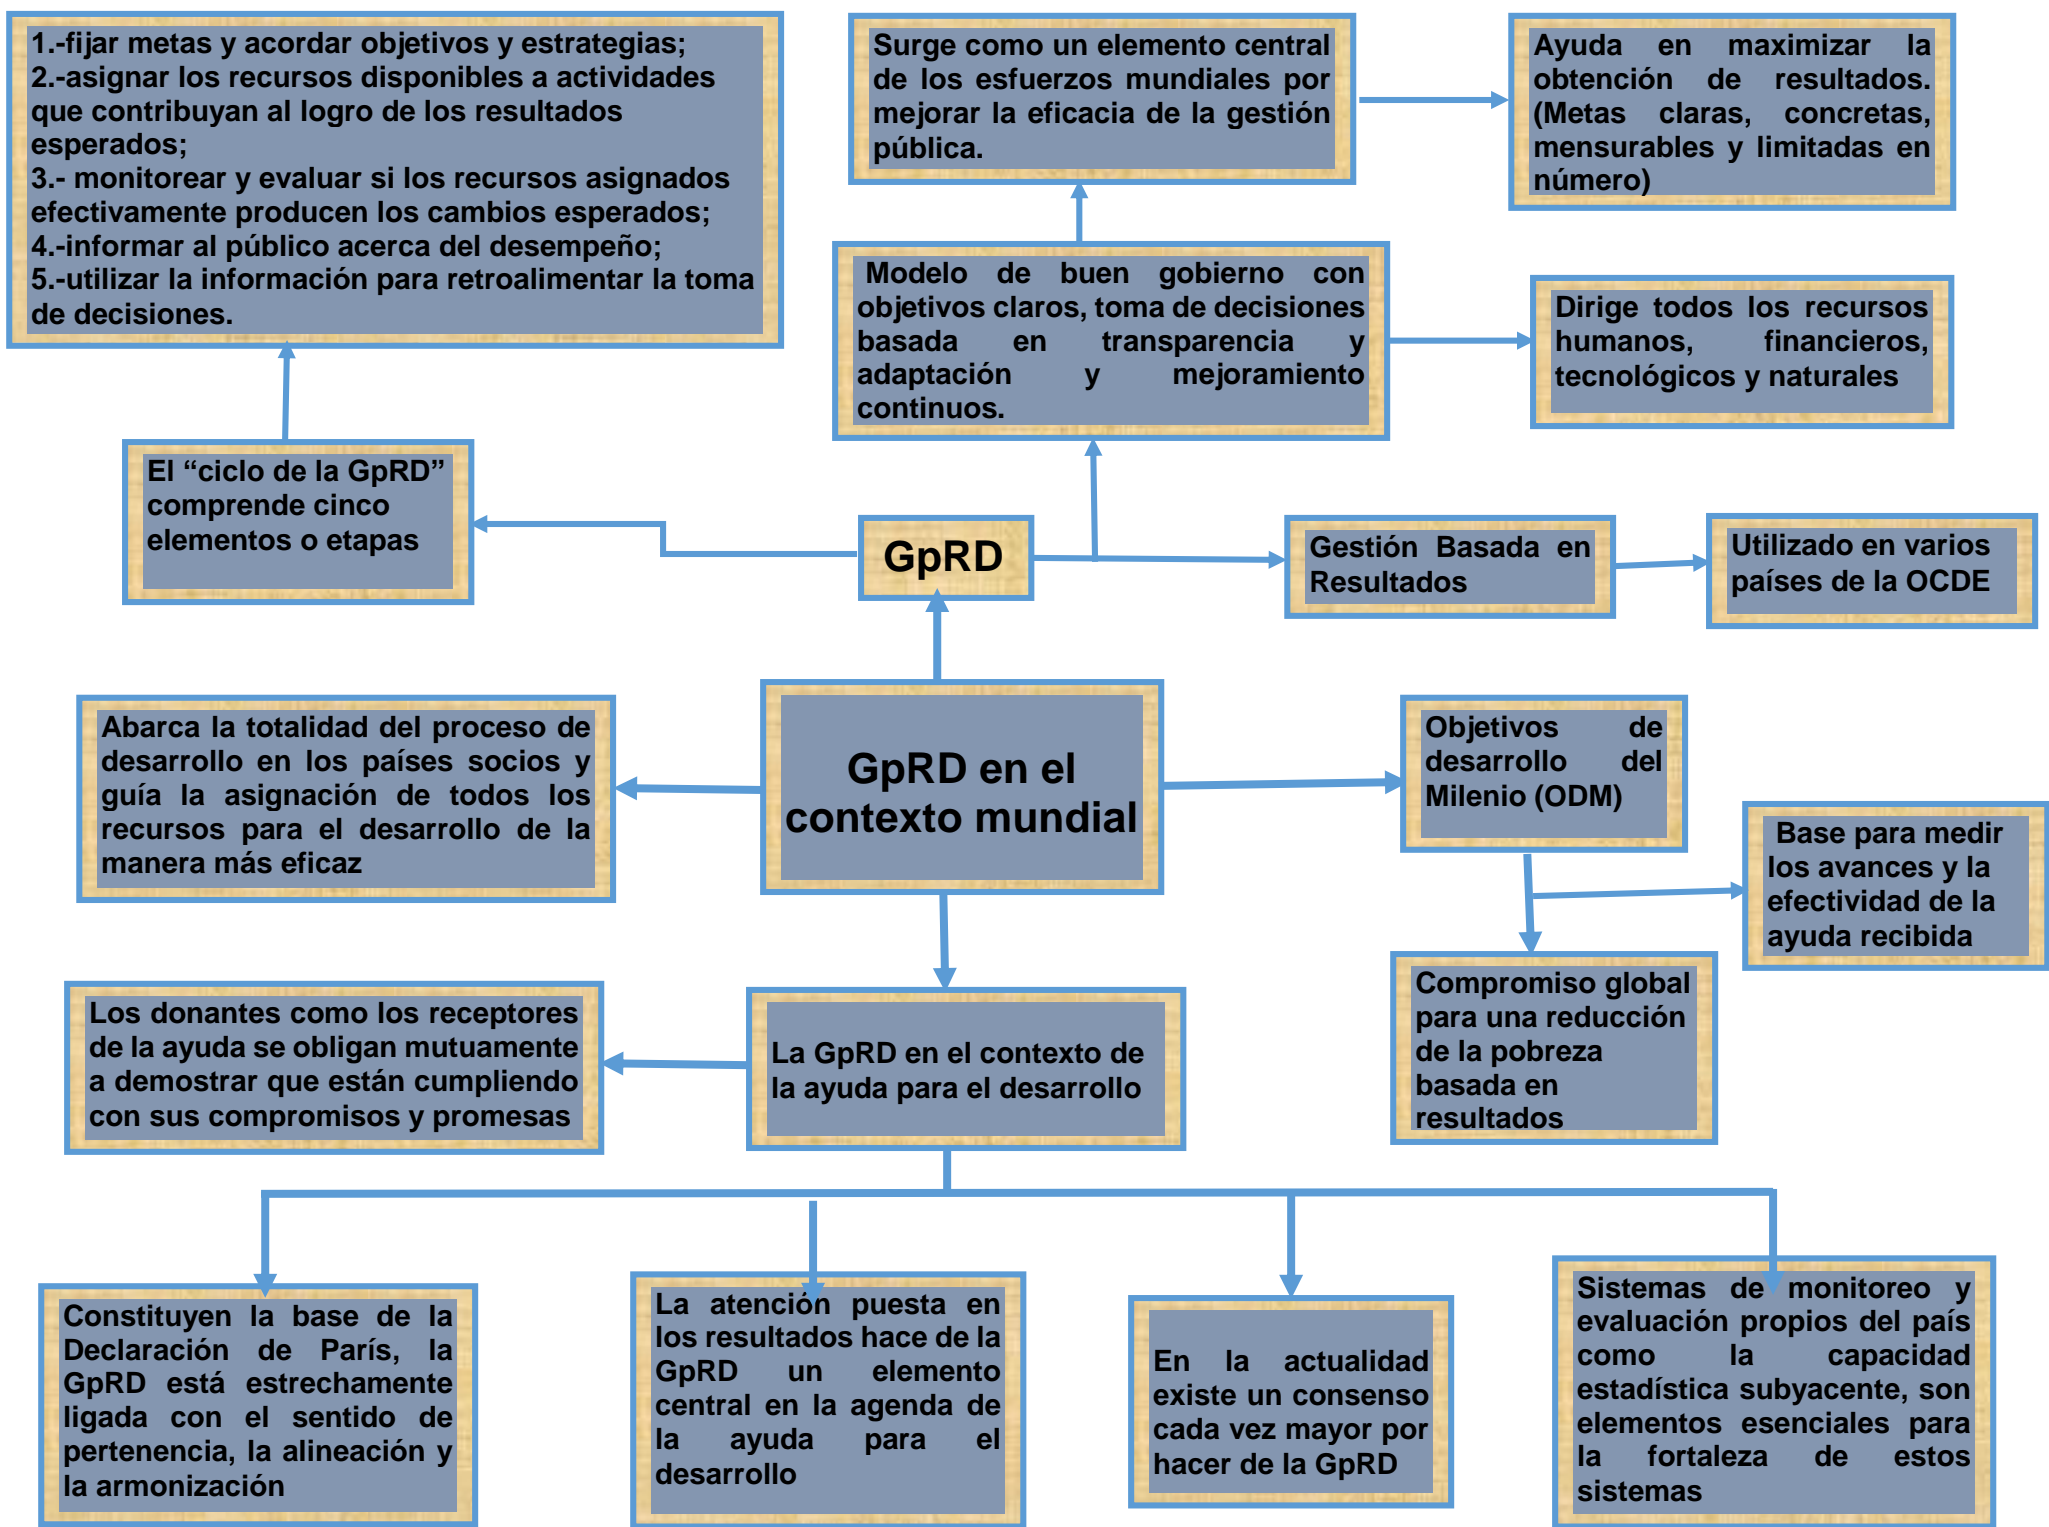 1.-fijar metas y acordar objetivos y estrategias;
2.-asignar los recursos disponibles a actividades
que contribuyan al logro de los resultados
esperados;
3.- monitorear y evaluar si los recursos asignados
efectivamente producen los cambios esperados;
4.-informar al público acerca del desempeño;
5.-utilizar la información para retroalimentar la toma
de decisiones.
Surge como un elemento central
de los esfuerzos mundiales por
mejorar la eficacia de la gestión
pública.
Ayuda en maximizar la
obtención de resultados.
(Metas claras, concretas,
mensurables y limitadas en
número)
Modelo de buen gobierno con
objetivos claros, toma de decisiones
basada en transparencia y
adaptación y mejoramiento
continuos.
Dirige todos los recursos
humanos, financieros,
tecnológicos y naturales
El “ciclo de la GpRD”
comprende cinco
elementos o etapas
GpRD
Gestión Basada en
Resultados
Utilizado en varios
países de la OCDE
Abarca la totalidad del proceso de
desarrollo en los países socios y
guía la asignación de todos los
recursos para el desarrollo de la
manera más eficaz
GpRD en el
contexto mundial
Objetivos de
desarrollo del
Milenio (ODM)
Base para medir
los avances y la
efectividad de la
ayuda recibida
Compromiso global
para una reducción
de la pobreza
basada en
resultados
Los donantes como los receptores
de la ayuda se obligan mutuamente
a demostrar que están cumpliendo
con sus compromisos y promesas
La GpRD en el contexto de
la ayuda para el desarrollo
Constituyen la base de la
Declaración de París, la
GpRD está estrechamente
ligada con el sentido de
pertenencia, la alineación y
la armonización
La atención puesta en
los resultados hace de la
GpRD un elemento
central en la agenda de
la ayuda para el
desarrollo
En la actualidad
existe un consenso
cada vez mayor por
hacer de la GpRD
Sistemas de monitoreo y
evaluación propios del país
como la capacidad
estadística subyacente, son
elementos esenciales para
la fortaleza de estos
sistemas